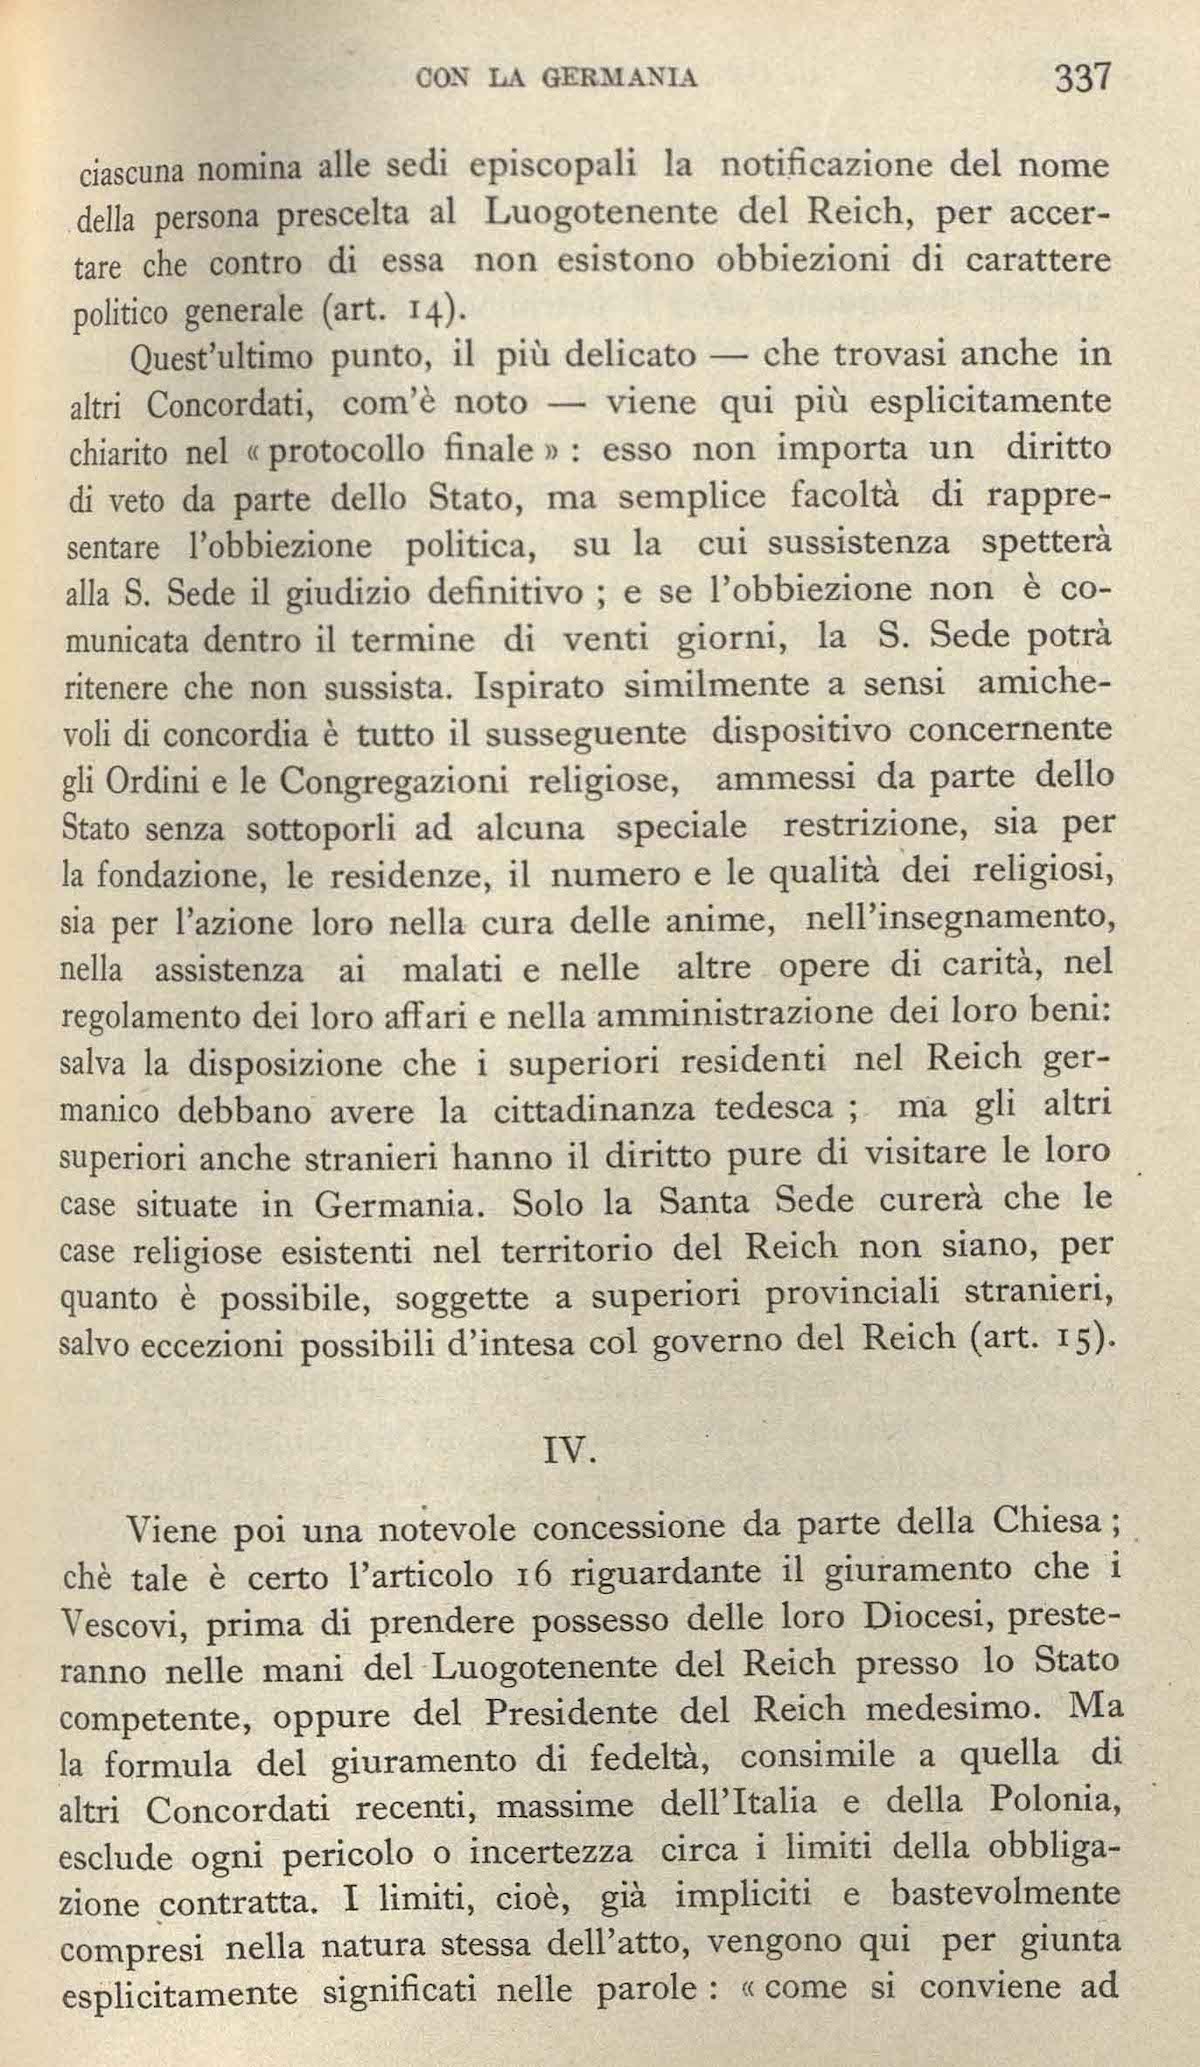 CON LA GERMANIA 337
ciascuna nomina alle sedi episcopali la notificazione del nome
della persona prescelta al Luogotenente del Reich, per accer-
tare che contro di essa non esistono obbiezioni di carattere
politico generale (art. 14).
Quest'ultimo punto, il più delicato — che trovasi anche in
altri Concordati, com'è noto — viene qui più esplicitamente
chiarito nel « protocollo finale » : esso non importa un diritto
di veto da parte dello Stato, ma semplice facoltà di rappre-
sentare l'obbiezione politica, su la cui sussistenza spetterà
alla S. Sede il giudizio definitivo ; e se l'obbiezione non è co-
municata dentro il termine di venti giorni, la S. Sede potrà
ritenere che non sussista. Ispirato similmente a sensi amiche-
voli di concordia è tutto il susseguente dispositivo concernente
gli Ordini e le Congregazioni religiose, ammessi da parte dello
Stato senza sottoporli ad alcuna speciale restrizione, sia per
la fondazione, le residenze, il numero e le qualità dei religiosi,
sia per l'azione loro nella cura delle anime, nell'insegnamento,
nella assistenza ai malati e nelle altre opere di carità, nel
regolamento dei loro affari e nella amministrazione dei loro beni:
salva la disposizione che i superiori residenti nel Reich ger-
manico debbano avere la cittadinanza tedesca ; ma gli altri
superiori anche stranieri hanno il diritto pure di visitare le loro
case situate in Germania. Solo la Santa Sede curerà che le
case religiose esistenti nel territorio del Reich non siano, per
quanto è possibile, soggette a superiori provinciali stranieri,
salvo eccezioni possibili d'intesa col governo del Reich (art. 15).
IV.
Viene poi una notevole concessione da parte della Chiesa ;
chè tale è certo l'articolo 16 riguardante il giuramento che i
Vescovi, prima di prendere possesso delle loro Diocesi, preste-
ranno nelle mani del Luogotenente del Reich presso lo Stato
competente, oppure del Presidente del Reich medesimo. Ma
la formula del giuramento di fedeltà, consimile a quella di
altri Concordati recenti, massime dell'Italia e della Polonia,
esclude ogni pericolo o incertezza circa i limiti della obbliga-
zione contratta. I limiti, cioè, già impliciti e bastevolmente
compresi nella natura stessa dell'atto, vengono qui per giunta
esplicitamente significati nelle parole : « come si conviene ad